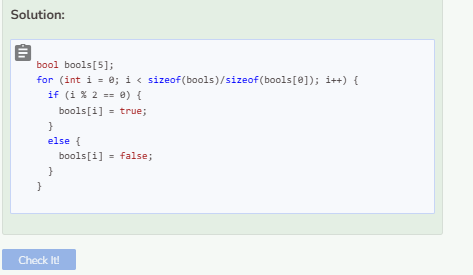 Solution:
bool bools[5];
for (int i = 0; i < sizeof(bools)/sizeof(bools[0]); i++) {
  if (i % 2 == 0) {
    bools[i] = true;
  }
  else {
    bools[i] = false;
  }
}
Check It!